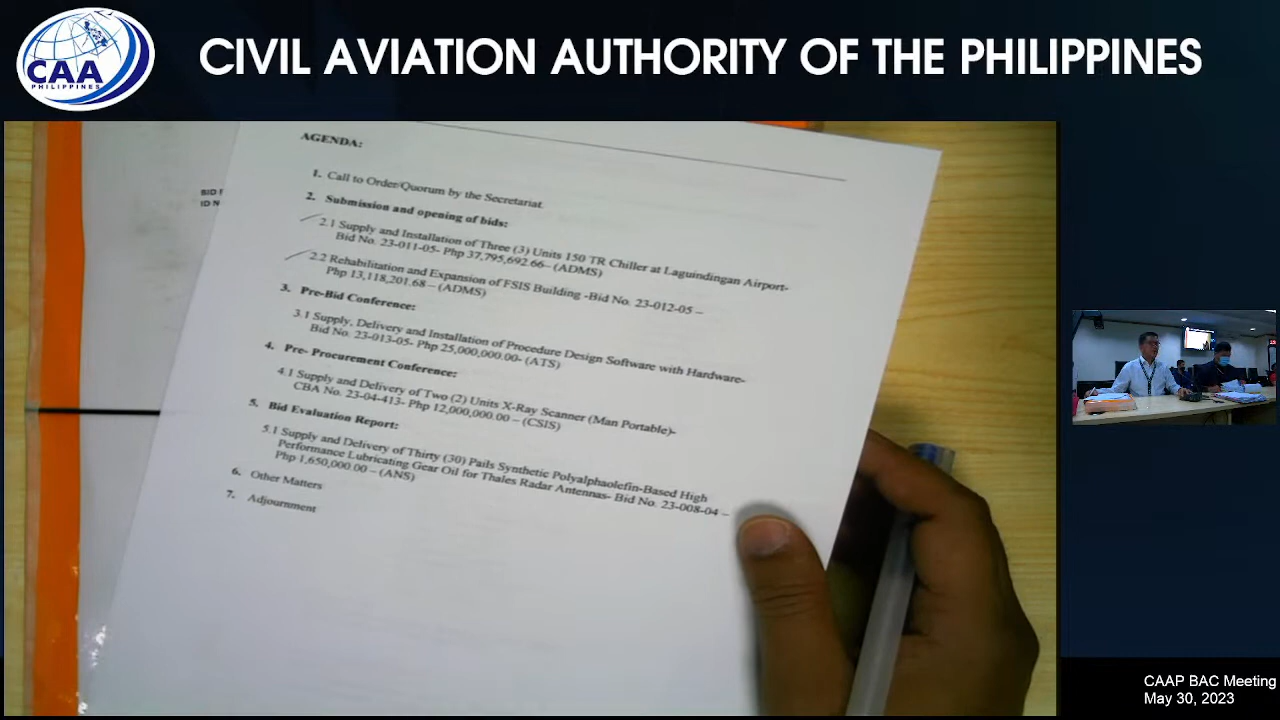 CAA
PHILIPPINES
CIVIL AVIATION AUTHORITY OF THE PHILIPPINES
AGENDA:
1. Call to Order/Quorum by the Secretariat.
2. Submission and opening of bids:
2.1 Supply and Installation of Three (3) Units 150 TR Chiller at Laguindingan Airport-
Bid No. 23-011-05- Php 37,795,692.66– (ADMS)
2.2 Rehabilitation and Expansion of FSIS Building -Bid No. 23-012-05 –
Php 13,118,201.68 – (ADMS)
3. Pre-Bid Conference:
3.1 Supply, Delivery and Installation of Procedure Design Software with Hardware-
Bid No. 23-013-05- Php 25,000,000.00- (ATS)
4. Pre- Procurement Conference:
4.1 Supply and Delivery of Two (2) Units X-Ray Scanner (Man Portable)-
CBA No. 23-04-413- Php 12,000,000.00 – (CSIS)
5. Bid Evaluation Report:
5.1 Supply and Delivery of Thirty (30) Pails Synthetic Polyalphaolefin-Based High
Performance Lubricating Gear Oil for Thales Radar Antennas- Bid No. 23-008-04 –
Php 1,650,000.00 – (ANS)
6. Other Matters
7. Adjournment
BID
ID N
CAAP BAC Meeting
May 30, 2023